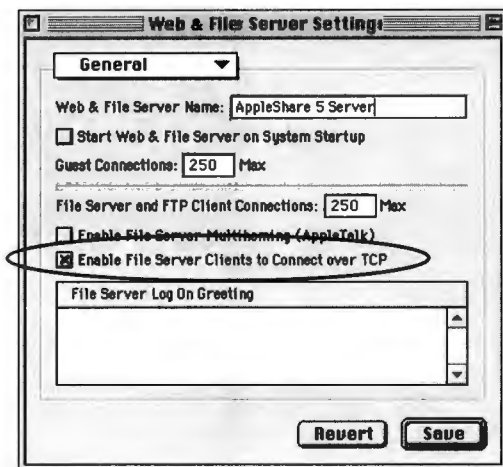 Web & File Server Settings
General
Web & File Server Name: AppleShare 5 Server
Start Web & File Server on System Startup
Guest Connections: 250 Max
File Server and FTP Client Connections: 250 Max
Enable File Server Multihoming (AppleTalk)
Enable File Server Clients to Connect over TCP
File Server Log On Greeting
Revert Save